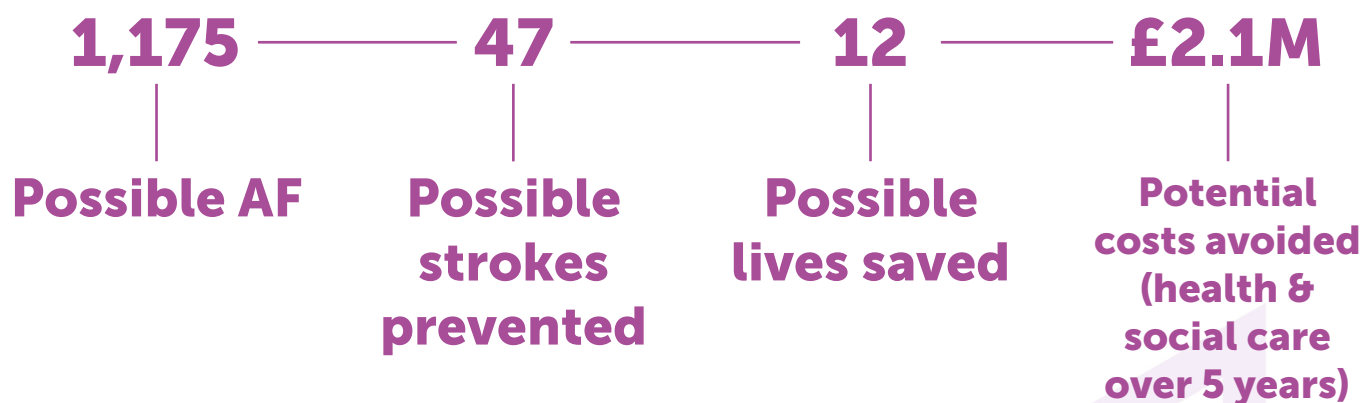 1,175
47
12
£2.1M
Possible AF
Possible
strokes
prevented
Possible
lives saved
Potential
costs avoided
(health &
social care
over 5 years)